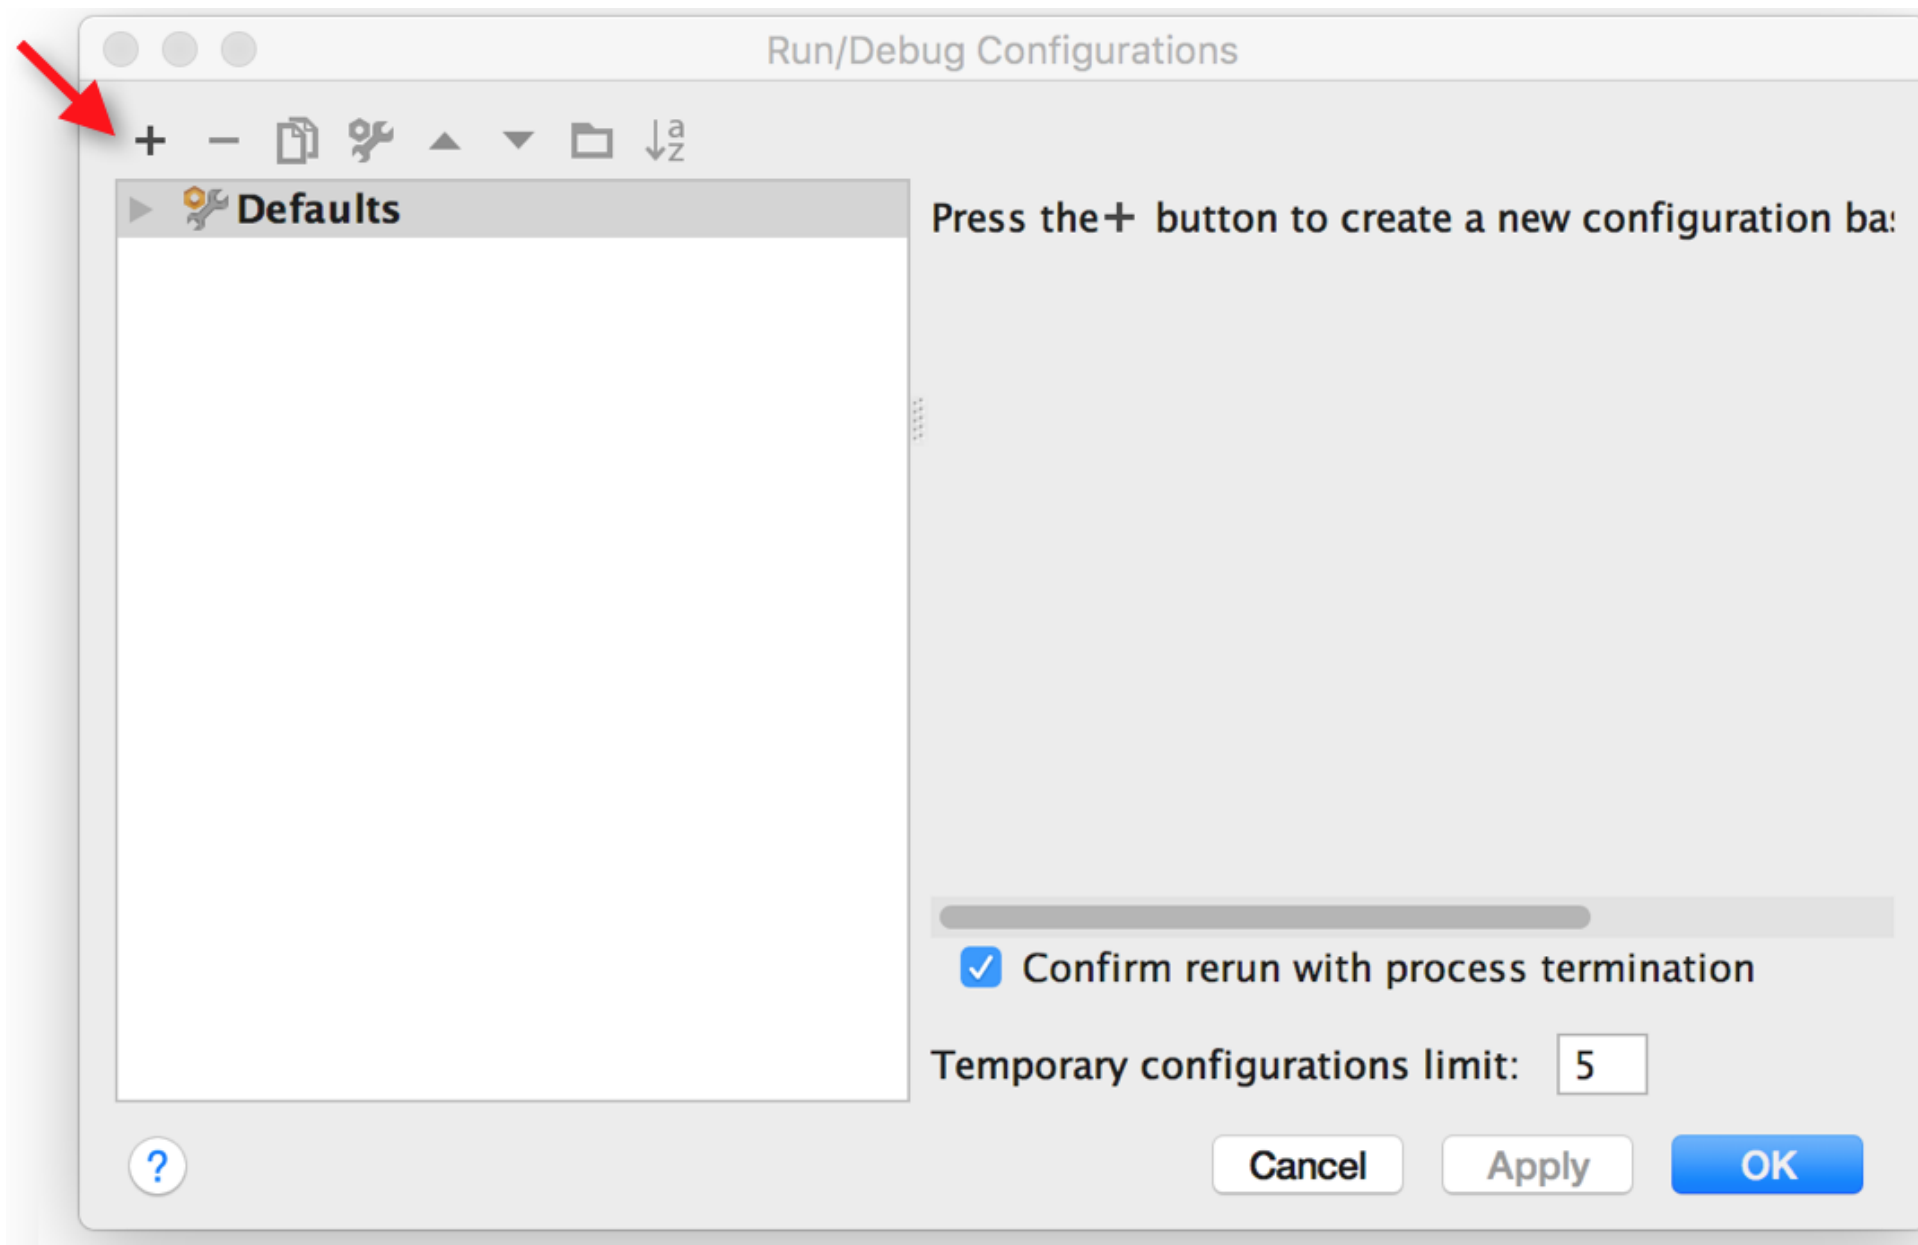 Run/Debug Configurations
a
z
Defaults
Press the + button to create a new configuration
Confirm rerun with process termination
Temporary configurations limit: 5
?
Cancel
Apply
OK